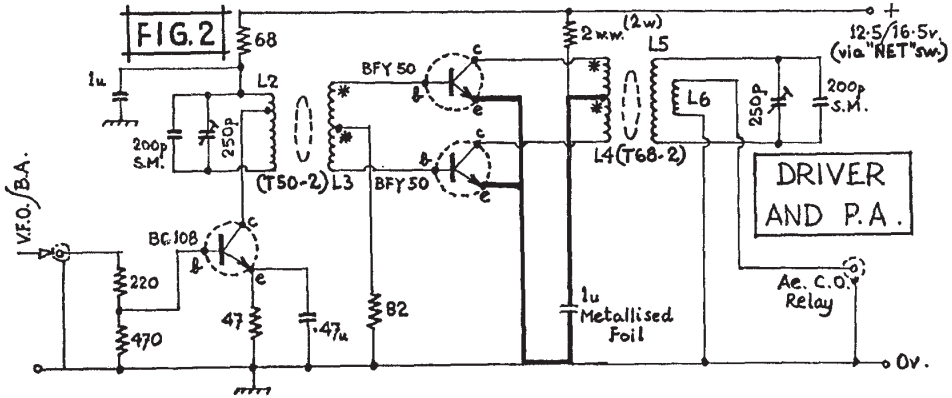 FIG. 2
68
1u
L2
200p
S.M.
250p
(T50-2)
L3
*
*
BFY 50
b
c
e
BFY 50
b
c
e
2 w.w. (2w)
*
*
L4 (T68-2)
L5
L6
250p
200p
S.M.
+
12.5/16.5v.
(via "NET" sw.)
DRIVER
AND P.A.
V.F.O./B.A.
BC108
b
c
e
220
470
47
.47u
82
1u
Metallised
Foil
Ae. C.O.
Relay
0v.